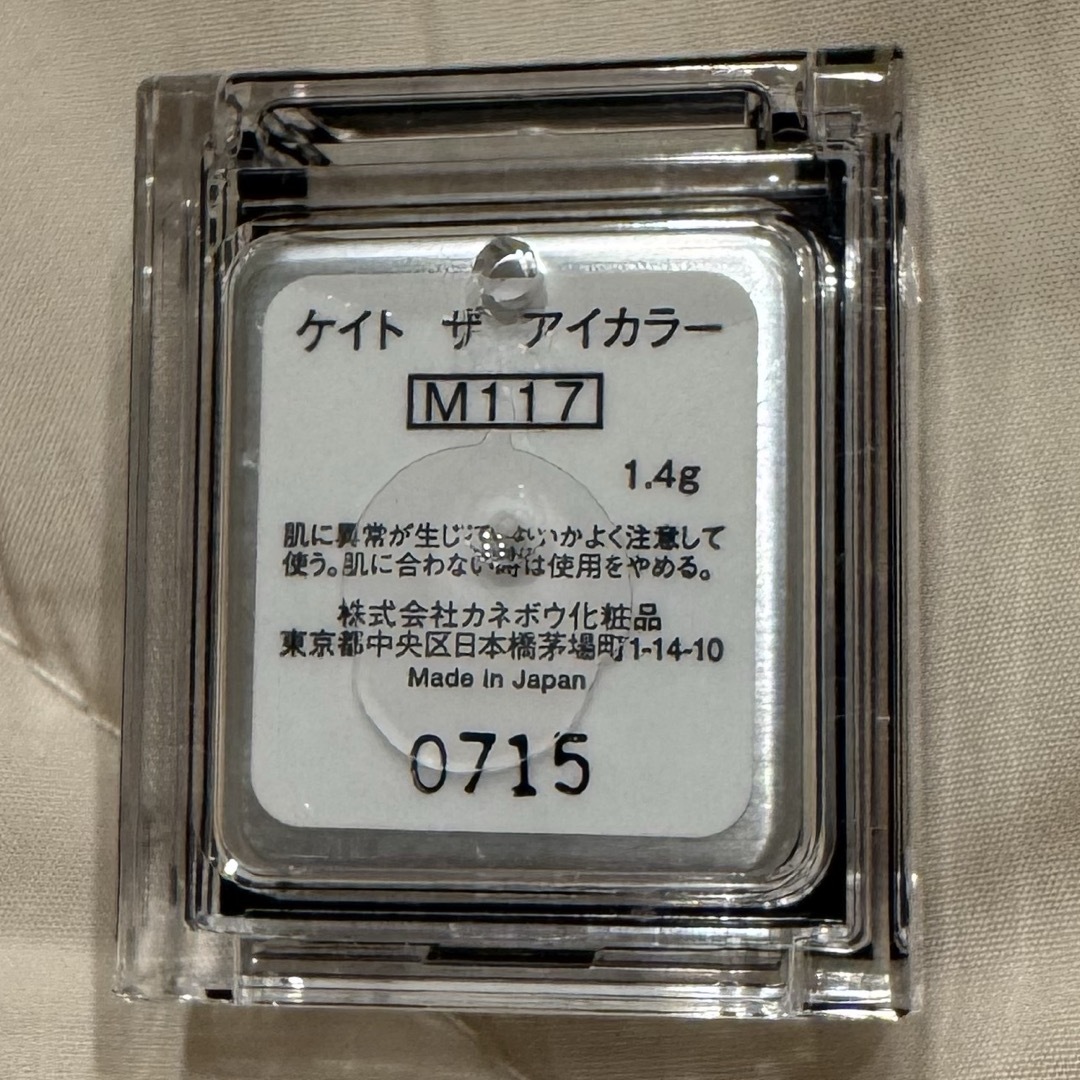 ケイト ザ アイカラー
M117
1.4g
肌に異常が生じていないかよく注意して
使う。肌に合わない時は使用をやめる。
株式会社カネボウ化粧品
東京都中央区日本橋茅場町1-14-10
Made in Japan
0715